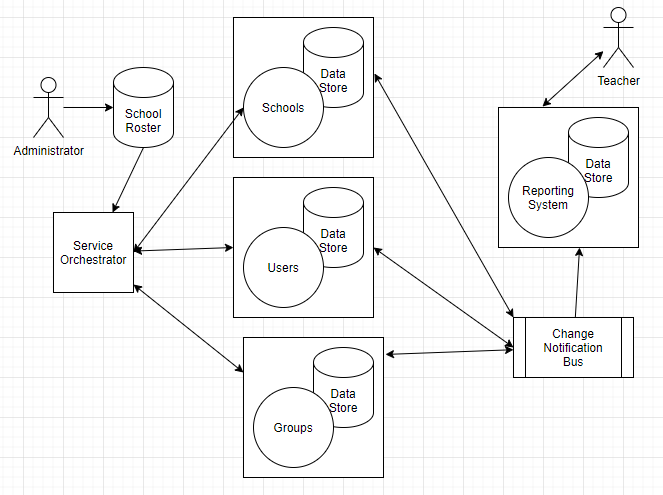 Administrator
School
Roster
Service
Orchestrator
Data
Store
Schools
Data
Store
Users
Data
Store
Groups
Teacher
Data
Store
Reporting
System
Change
Notification
Bus